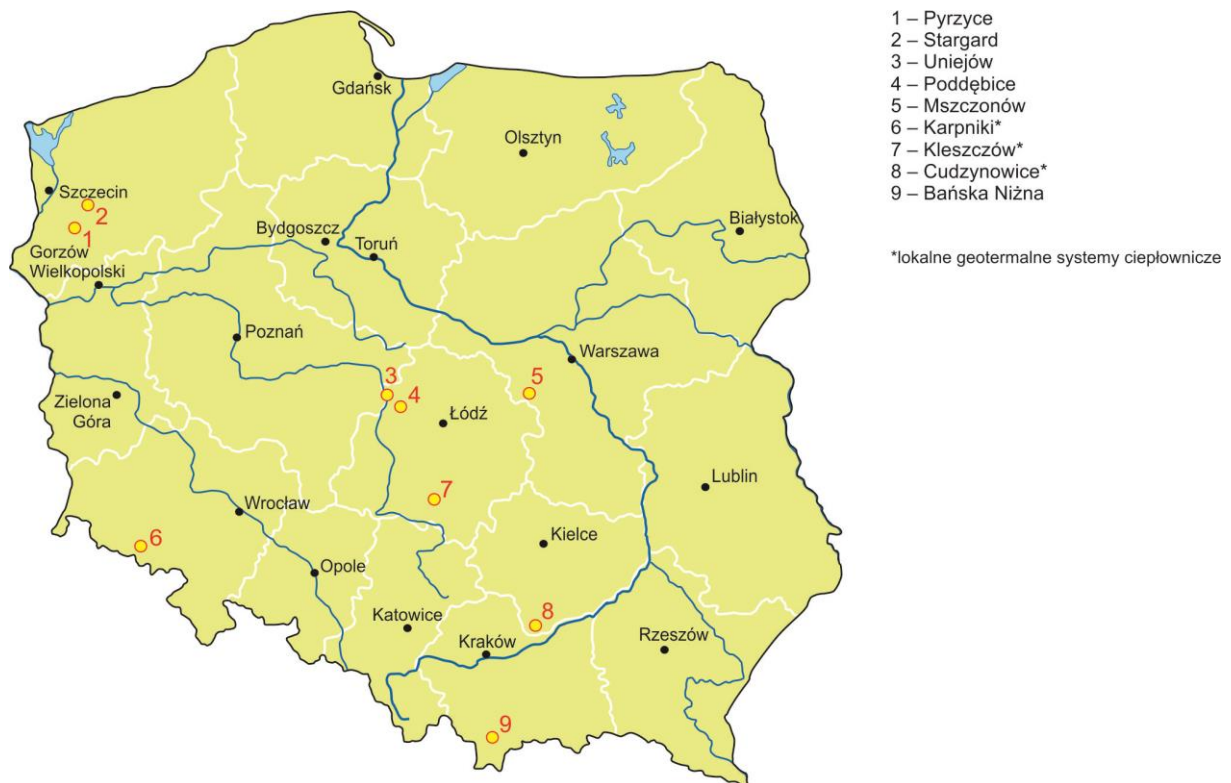 1 – Pyrzyce
2 – Stargard
3 – Uniejów
4 – Poddębice
5 – Mszczonów
6 – Karpniki*
7 – Kleszczów*
8 – Cudzynowice*
9 – Bańska Niżna
*lokalne geotermalne systemy ciepłownicze
Gdańsk
Olsztyn
Szczecin
2
1
Białystok
Bydgoszcz
Toruń
Gorzów
Wielkopolski
Poznań
Warszawa
3
4
5
Zielona
Góra
Łódź
Lublin
7
Wrocław
6
Kielce
Opole
Katowice
8
Kraków
Rzeszów
9